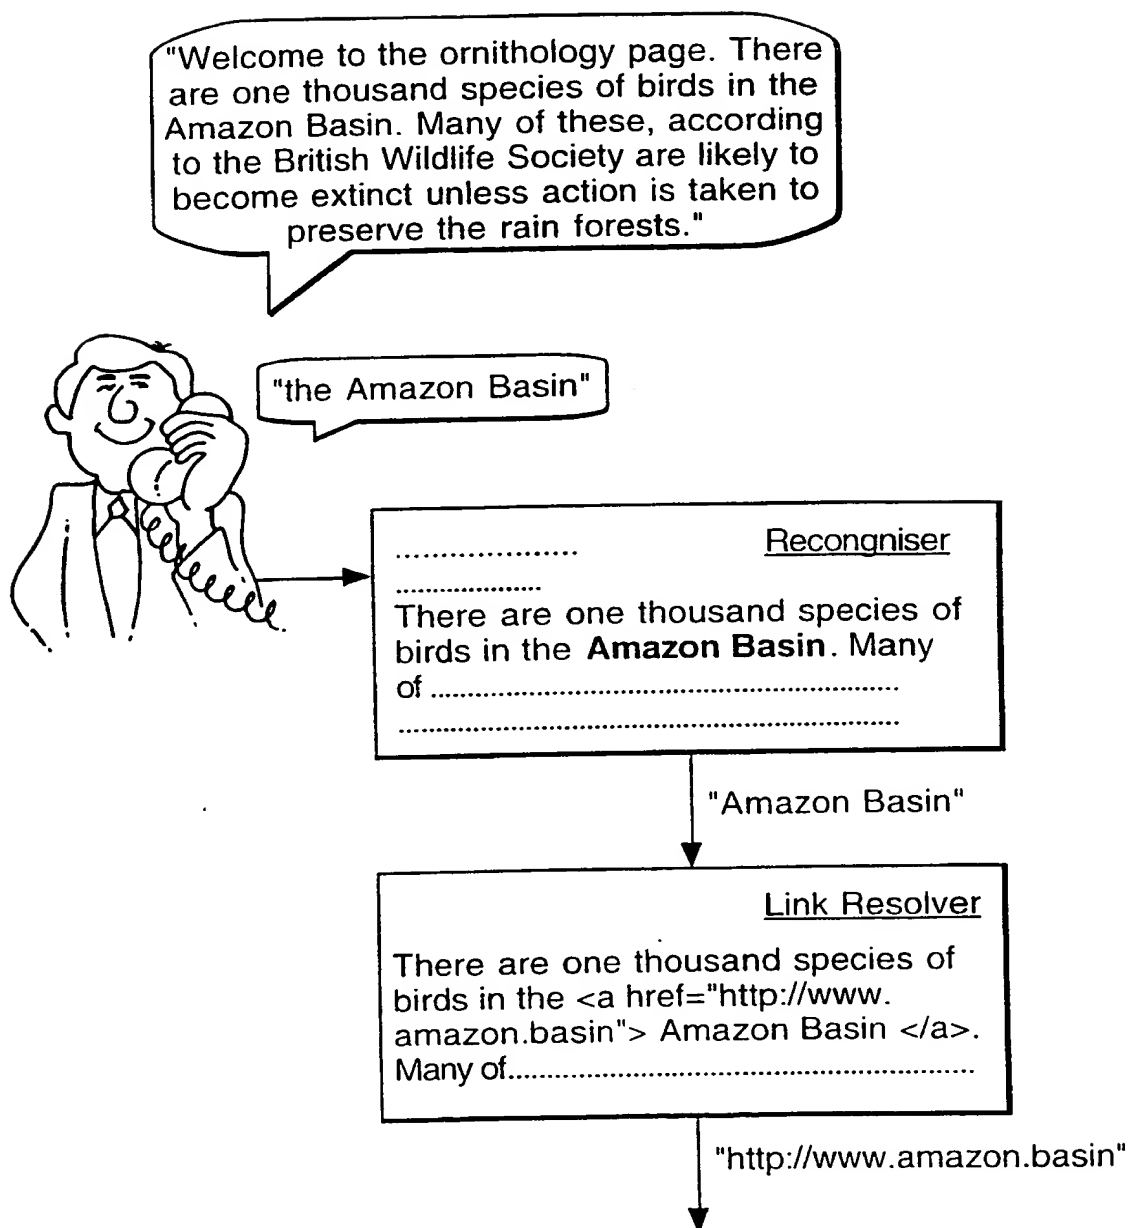 "Welcome to the ornithology page. There
are one thousand species of birds in the
Amazon Basin. Many of these, according
to the British Wildlife Society are likely to
become extinct unless action is taken to
preserve the rain forests."
"the Amazon Basin"
Recongniser
....................
...................
There are one thousand species of
birds in the Amazon Basin. Many
of ................................................................
....................................................................
"Amazon Basin"
Link Resolver
There are one thousand species of
birds in the <a href="http://www.
amazon.basin"> Amazon Basin </a>.
Many of................................................................
"http://www.amazon.basin"